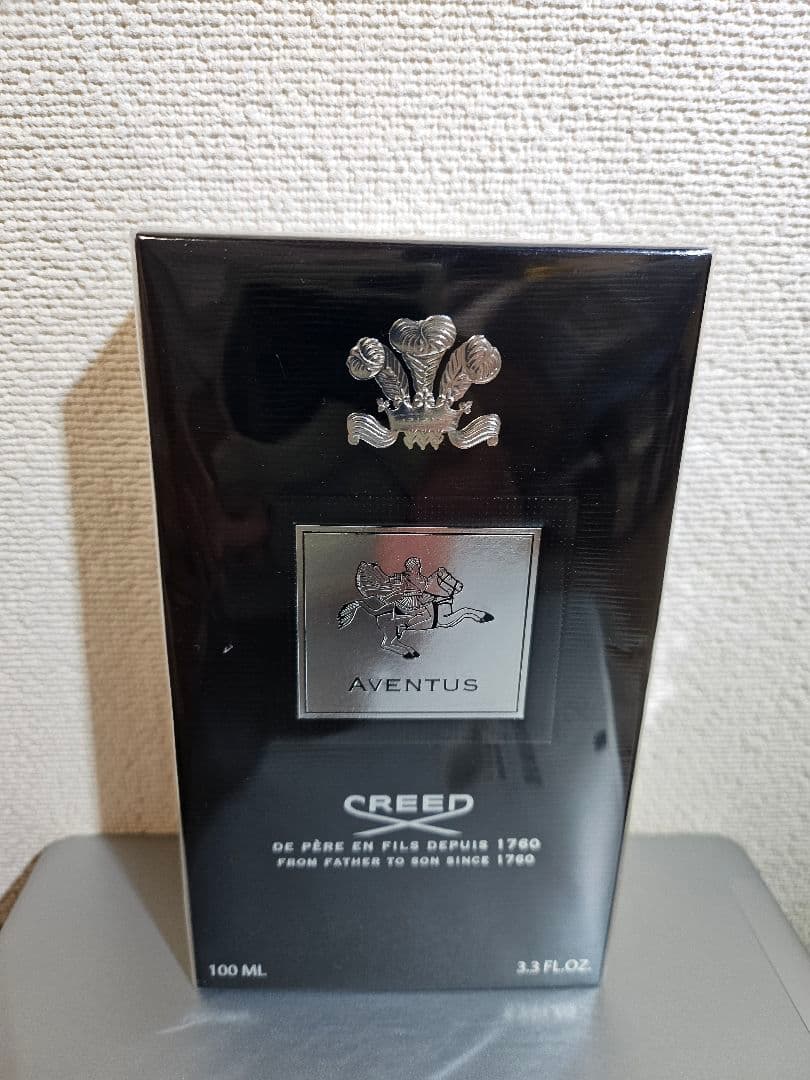 AVENTUS
CREED
DE PÈRE EN FILS DEPUIS 1760
FROM FATHER TO SON SINCE 1760
100 ML
3.3 FL.OZ.